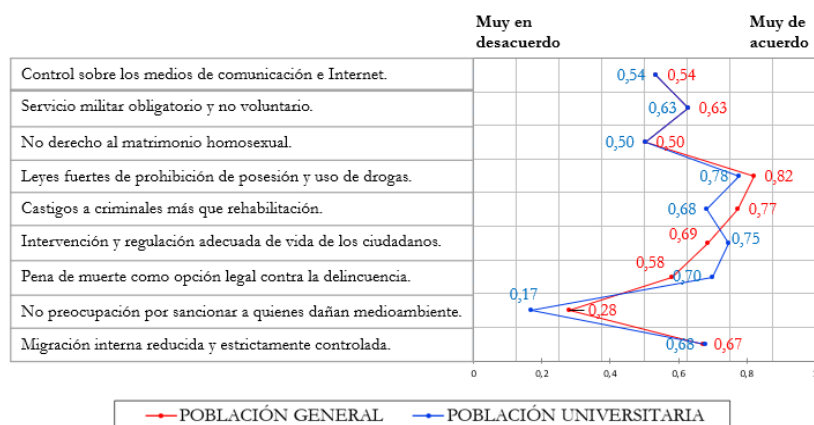 Muy en
desacuerdo
Muy de
acuerdo
Control sobre los medios de comunicación e Internet.
0,54 0,54
Servicio militar obligatorio y no voluntario.
0,63 0,63
No derecho al matrimonio homosexual.
0,50 0,50
Leyes fuertes de prohibición de posesión y uso de drogas.
0,78 0,82
Castigos a criminales más que rehabilitación.
0,68 0,77
Intervención y regulación adecuada de vida de los ciudadanos.
0,69 0,75
Pena de muerte como opción legal contra la delincuencia.
0,58 0,70
No preocupación por sancionar a quienes dañan medioambiente.
0,17 0,28
Migración interna reducida y estrictamente controlada.
0,68 0,67
0 0,2 0,4 0,6 0,8 1
POBLACIÓN GENERAL POBLACIÓN UNIVERSITARIA